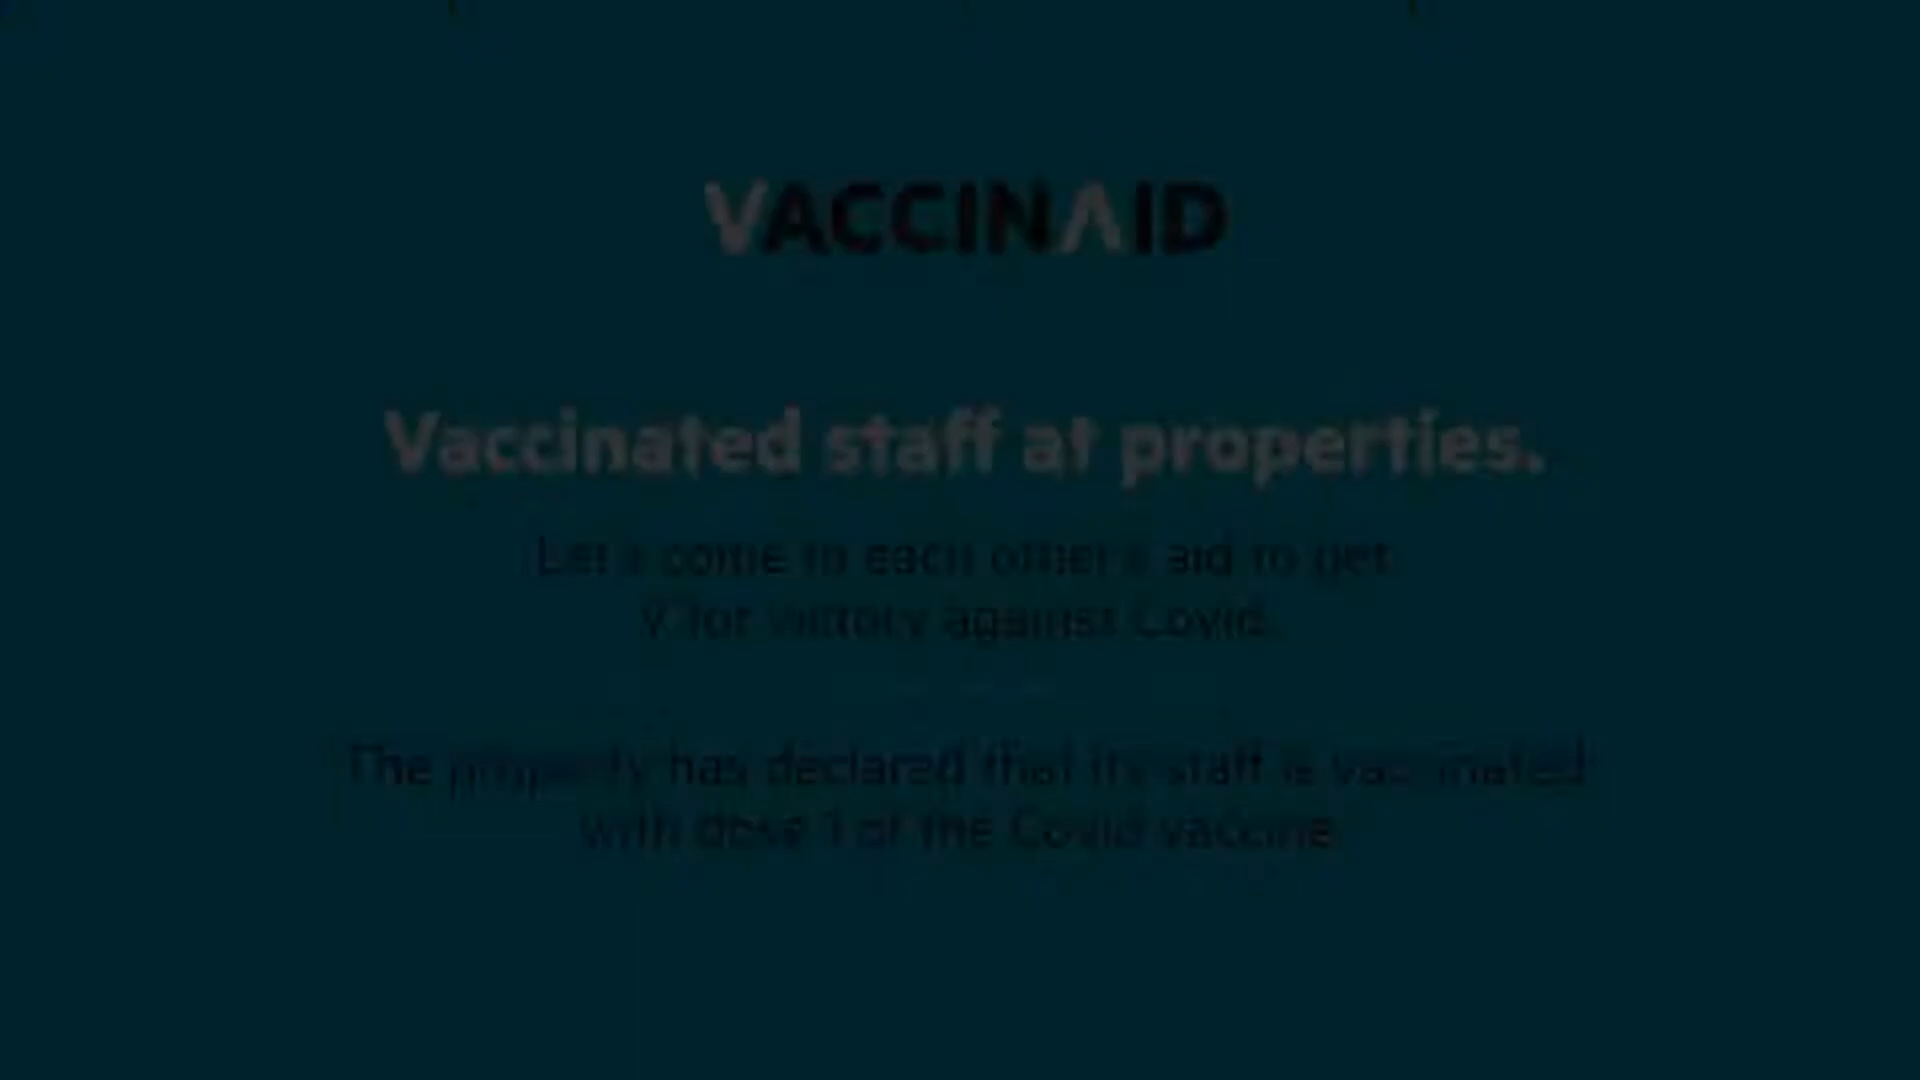 VACCINAID
Vaccinated staff at properties.
Let's come to each other's aid to get
V for victory against Covid.
The property has declared that its staff is vaccinated
with dose 1 of the Covid vaccine